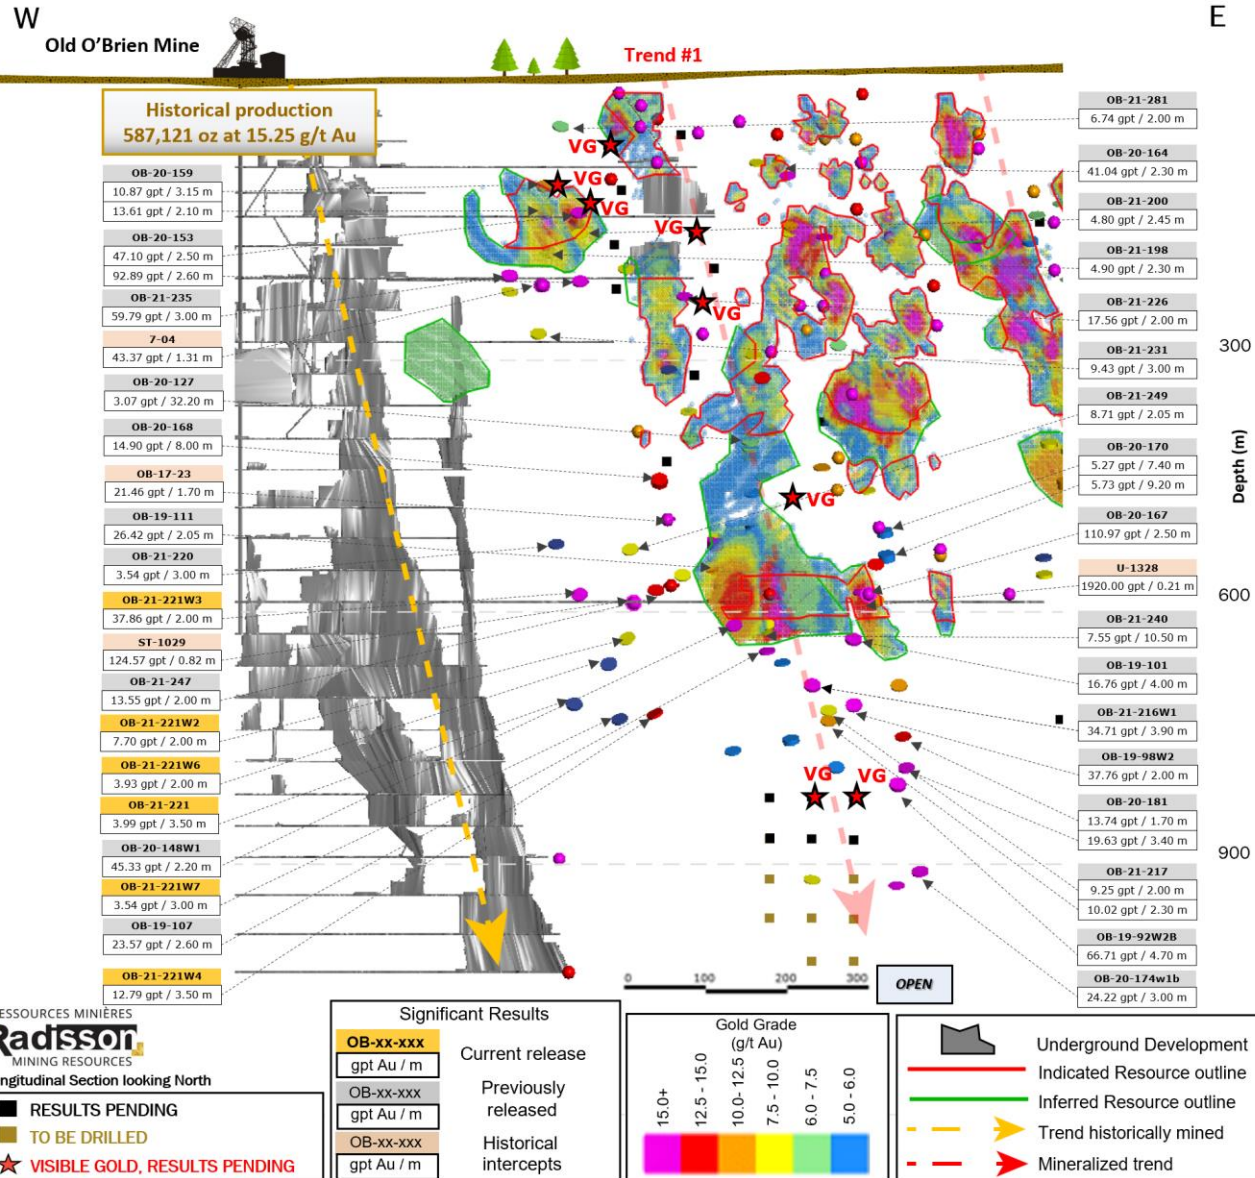 W
E
Old O'Brien Mine
Trend #1
Historical production
587,121 oz at 15.25 g/t Au
OB-20-159
10.87 gpt / 3.15 m
13.61 gpt / 2.10 m
OB-20-153
47.10 gpt / 2.50 m
92.89 gpt / 2.60 m
OB-21-235
59.79 gpt / 3.00 m
7-04
43.37 gpt / 1.31 m
OB-20-127
3.07 gpt / 32.20 m
OB-20-168
14.90 gpt / 8.00 m
OB-17-23
21.46 gpt / 1.70 m
OB-19-111
26.42 gpt / 2.05 m
OB-21-220
3.54 gpt / 3.00 m
OB-21-221W3
37.86 gpt / 2.00 m
ST-1029
124.57 gpt / 0.82 m
OB-21-247
13.55 gpt / 2.00 m
OB-21-221W2
7.70 gpt / 2.00 m
OB-21-221W6
3.93 gpt / 2.00 m
OB-21-221
3.99 gpt / 3.50 m
OB-20-148W1
45.33 gpt / 2.20 m
OB-21-221W7
3.54 gpt / 3.00 m
OB-19-107
23.57 gpt / 2.60 m
OB-21-221W4
12.79 gpt / 3.50 m
VG
VG
VG
VG
VG
VG
VG
VG
OB-21-281
6.74 gpt / 2.00 m
OB-20-164
41.04 gpt / 2.30 m
OB-21-200
4.80 gpt / 2.45 m
OB-21-198
4.90 gpt / 2.30 m
OB-21-226
17.56 gpt / 2.00 m
OB-21-231
9.43 gpt / 3.00 m
OB-21-249
8.71 gpt / 2.05 m
OB-20-170
5.27 gpt / 7.40 m
5.73 gpt / 9.20 m
OB-20-167
110.97 gpt / 2.50 m
U-1328
1920.00 gpt / 0.21 m
OB-21-240
7.55 gpt / 10.50 m
OB-19-101
16.76 gpt / 4.00 m
OB-21-216W1
34.71 gpt / 3.90 m
OB-19-98W2
37.76 gpt / 2.00 m
OB-20-181
13.74 gpt / 1.70 m
19.63 gpt / 3.40 m
OB-21-217
9.25 gpt / 2.00 m
10.02 gpt / 2.30 m
OB-19-92W2B
66.71 gpt / 4.70 m
OB-20-174w1b
24.22 gpt / 3.00 m
300
Depth (m)
600
900
0 100 200 300
OPEN
RESSOURCES MINIÈRES
Radisson
MINING RESOURCES
ngitudinal Section looking North
RESULTS PENDING
TO BE DRILLED
VISIBLE GOLD, RESULTS PENDING
Significant Results
OB-xx-xxx
gpt Au / m
Current release
OB-xx-xxx
gpt Au / m
Previously
released
OB-xx-xxx
gpt Au / m
Historical
intercepts
Gold Grade
(g/t Au)
15.0+
12.5 - 15.0
10.0- 12.5
7.5 - 10.0
6.0 - 7.5
5.0 - 6.0
Underground Development
Indicated Resource outline
Inferred Resource outline
Trend historically mined
Mineralized trend